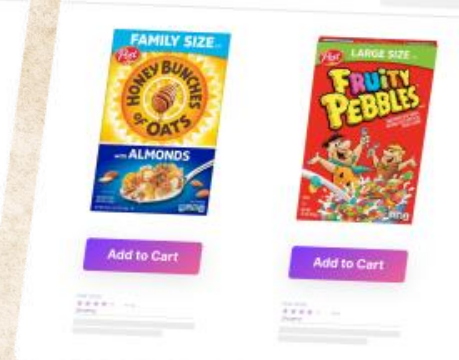 FAMILY SIZE
Post
HONEY BUNCHES
of OATS
with ALMONDS
Add to Cart
LARGE SIZE
Post
FRUITY
PEBBLES
Add to Cart